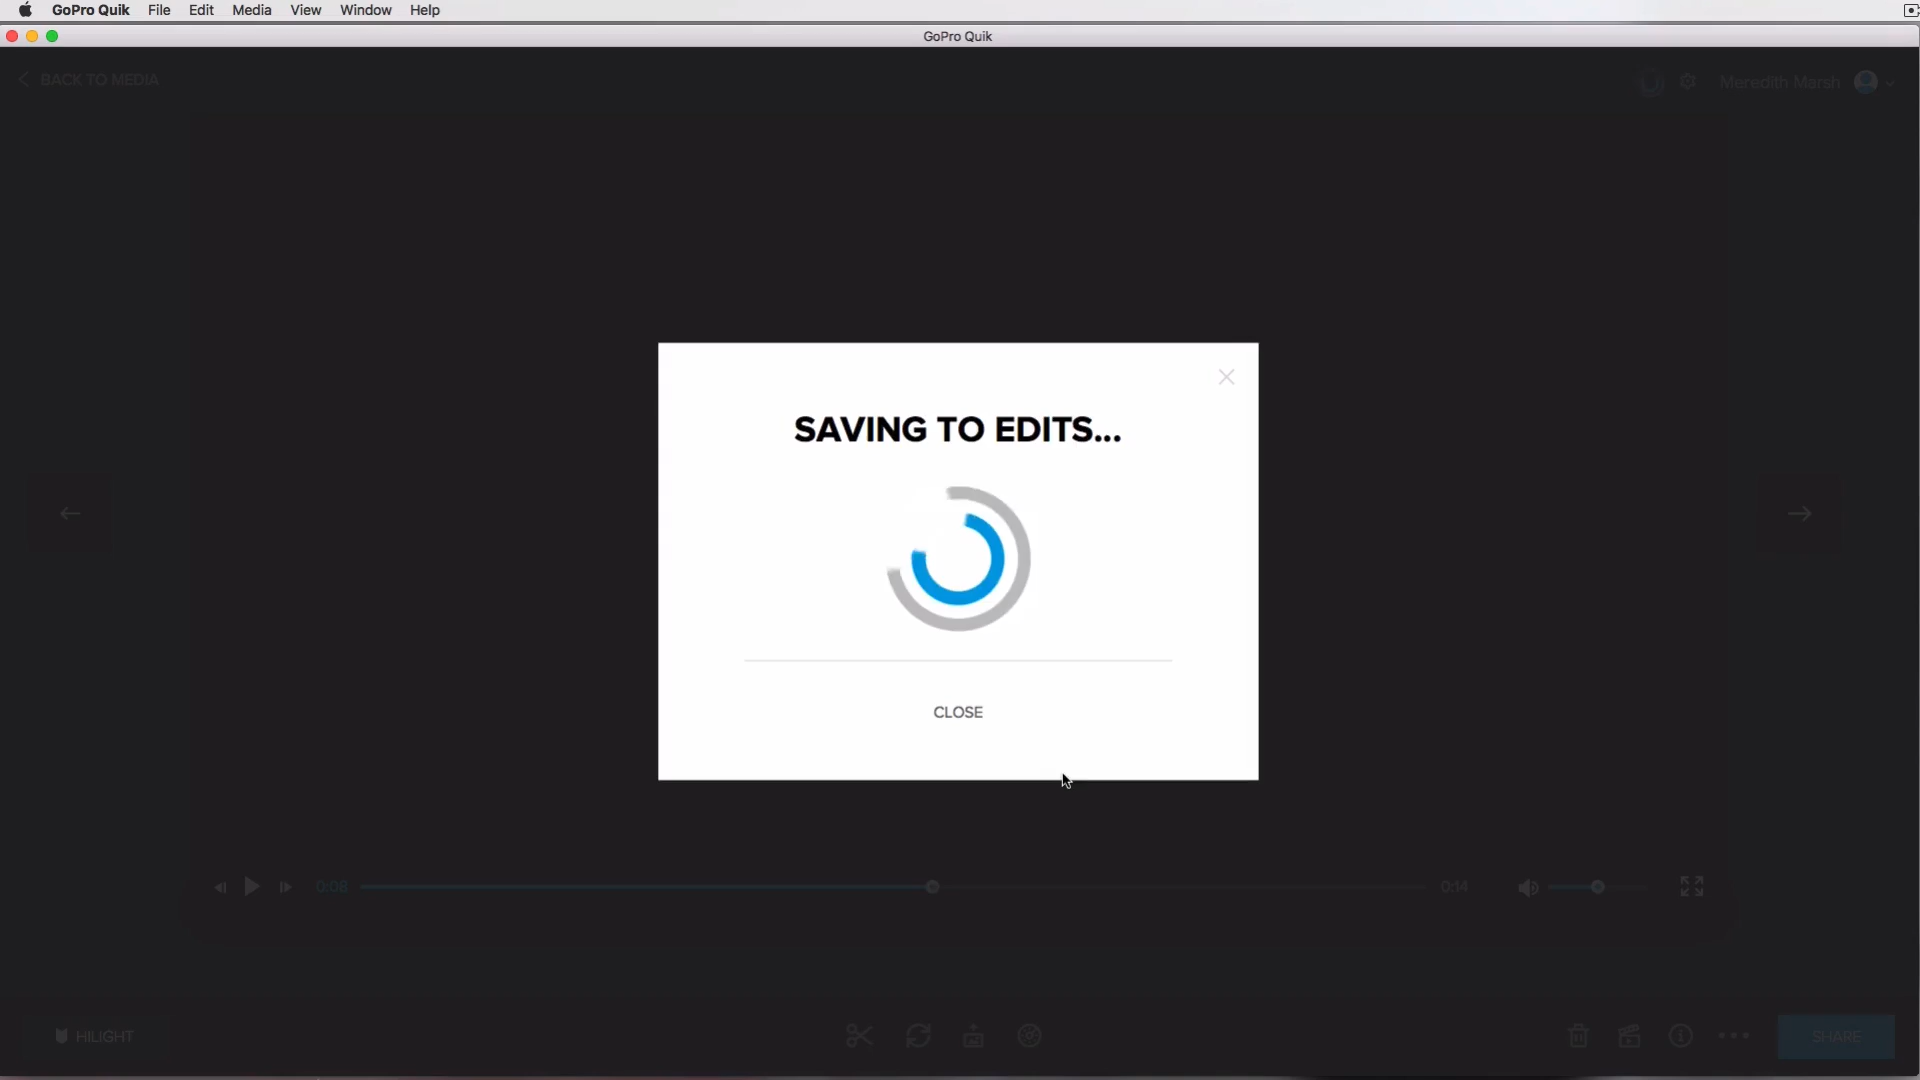 GoPro Quik File Edit Media View Window Help
GoPro Quik
BACK TO MEDIA
Meredith Marsh
SAVING TO EDITS...
CLOSE
0:08
0:14
HILIGHT
SHARE